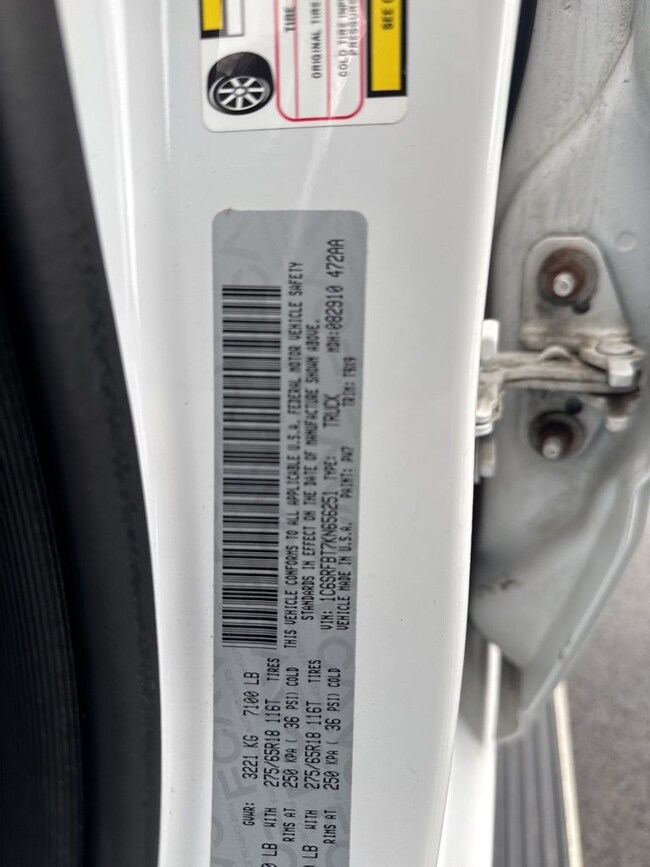 TIRE
ORIGINAL TIRE
COLD TIRE
PRESSURE
SEE
GVWR: 3221 KG 7100 LB
LB WITH 275/65R18 116T TIRES
RIMS AT 250 KPA ( 36 PSI) COLD
LB WITH 275/65R18 116T TIRES
RIMS AT 250 KPA ( 36 PSI) COLD
THIS VEHICLE CONFORMS TO ALL APPLICABLE U.S.A. FEDERAL MOTOR VEHICLE SAFETY
STANDARDS IN EFFECT ON THE DATE OF MANUFACTURE SHOWN ABOVE.
VIN: 1C6SRFBT7KN656251 TYPE: TRUCK MDH:082910 472AA
VEHICLE MADE IN U.S.A. PAINT: PW7 TRIM: T9X9